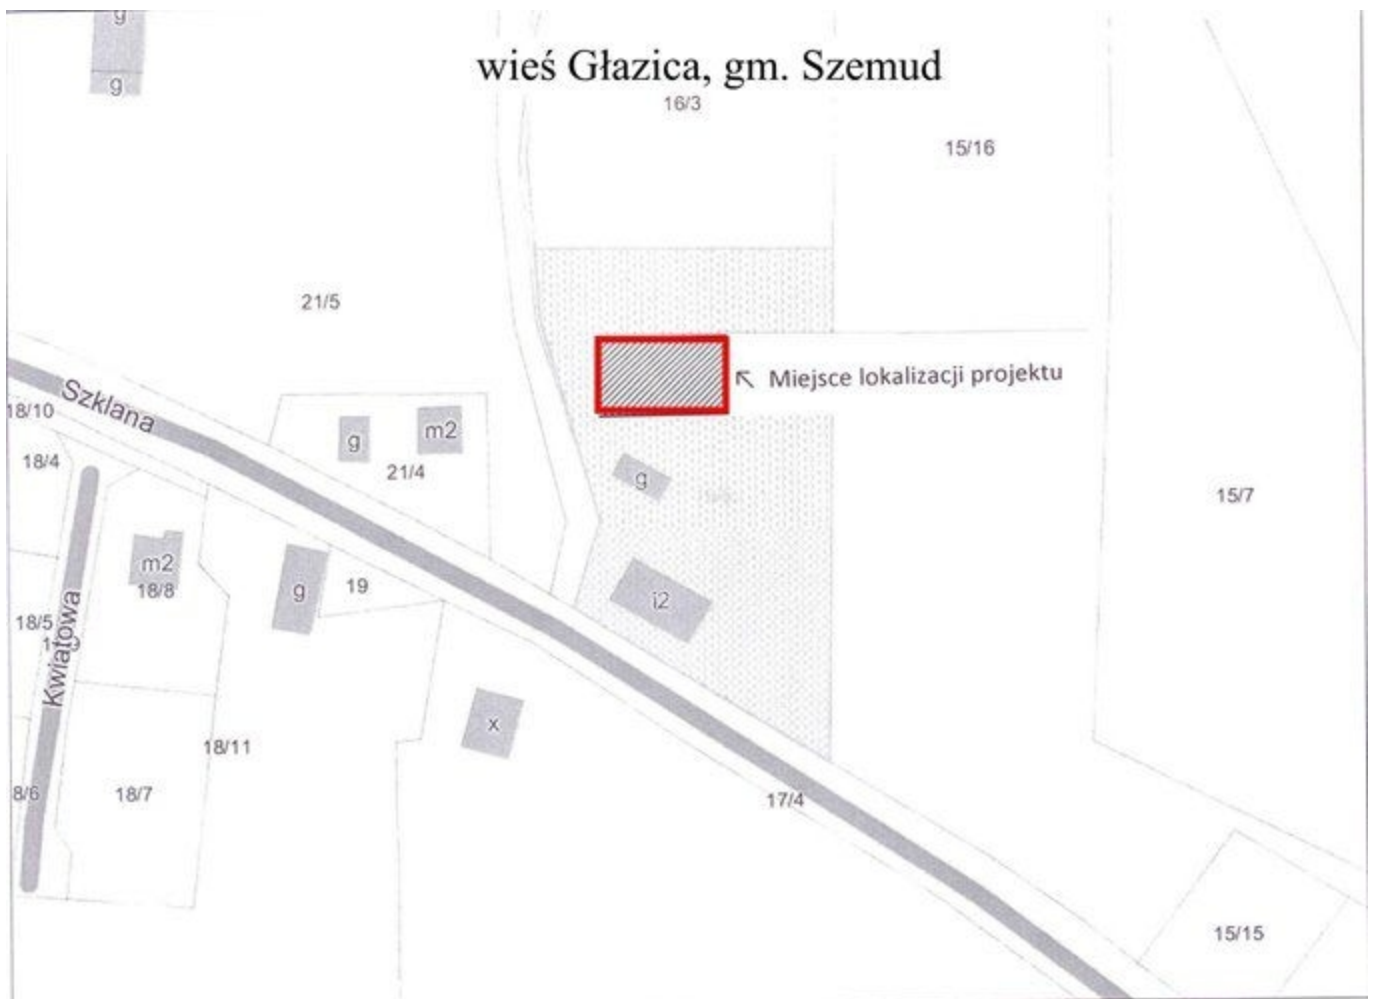 g
g
wieś Głazica, gm. Szemud
16/3
15/16
21/5
Miejsce lokalizacji projektu
Szklana
18/10
g
m2
21/4
18/4
g
15/7
m2
18/8
g
19
i2
18/5
Kwiatowa
x
18/11
8/6
18/7
17/4
15/15